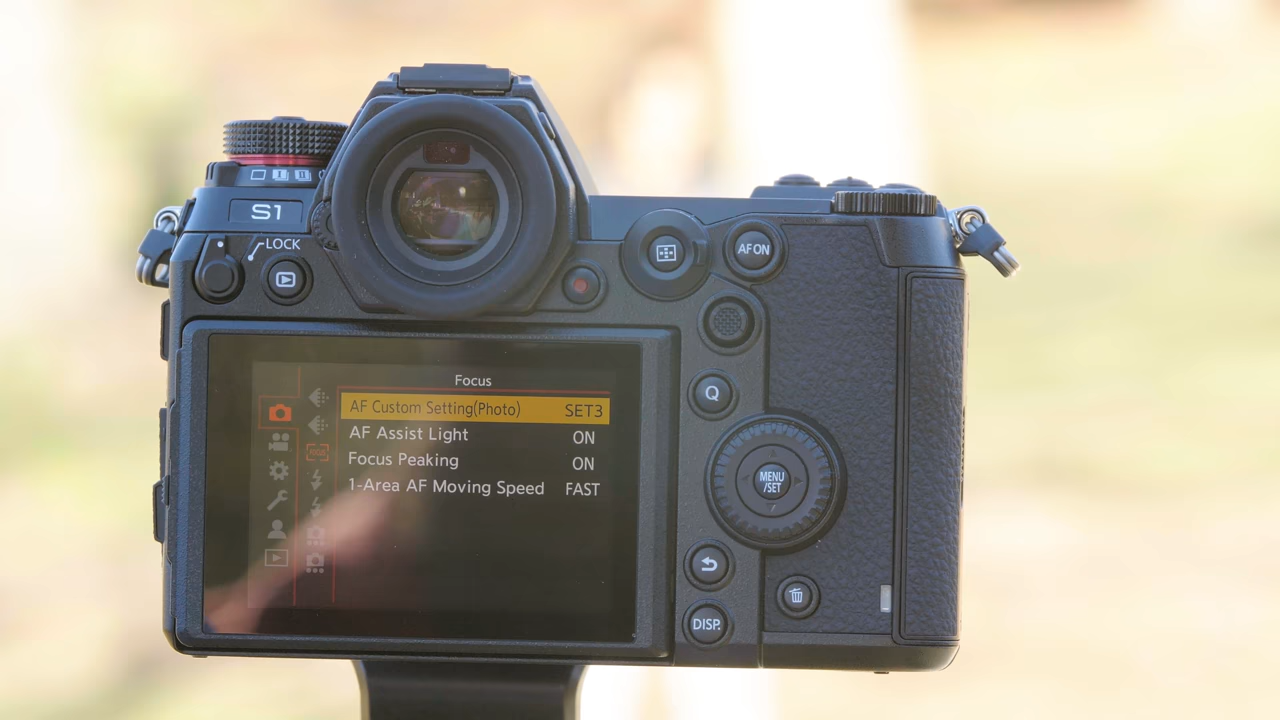 S1
LOCK
AF ON
Focus
AF Custom Setting(Photo) SET3
AF Assist Light ON
Focus Peaking ON
1-Area AF Moving Speed FAST
FOCUS
Q
MENU
/SET
DISP.